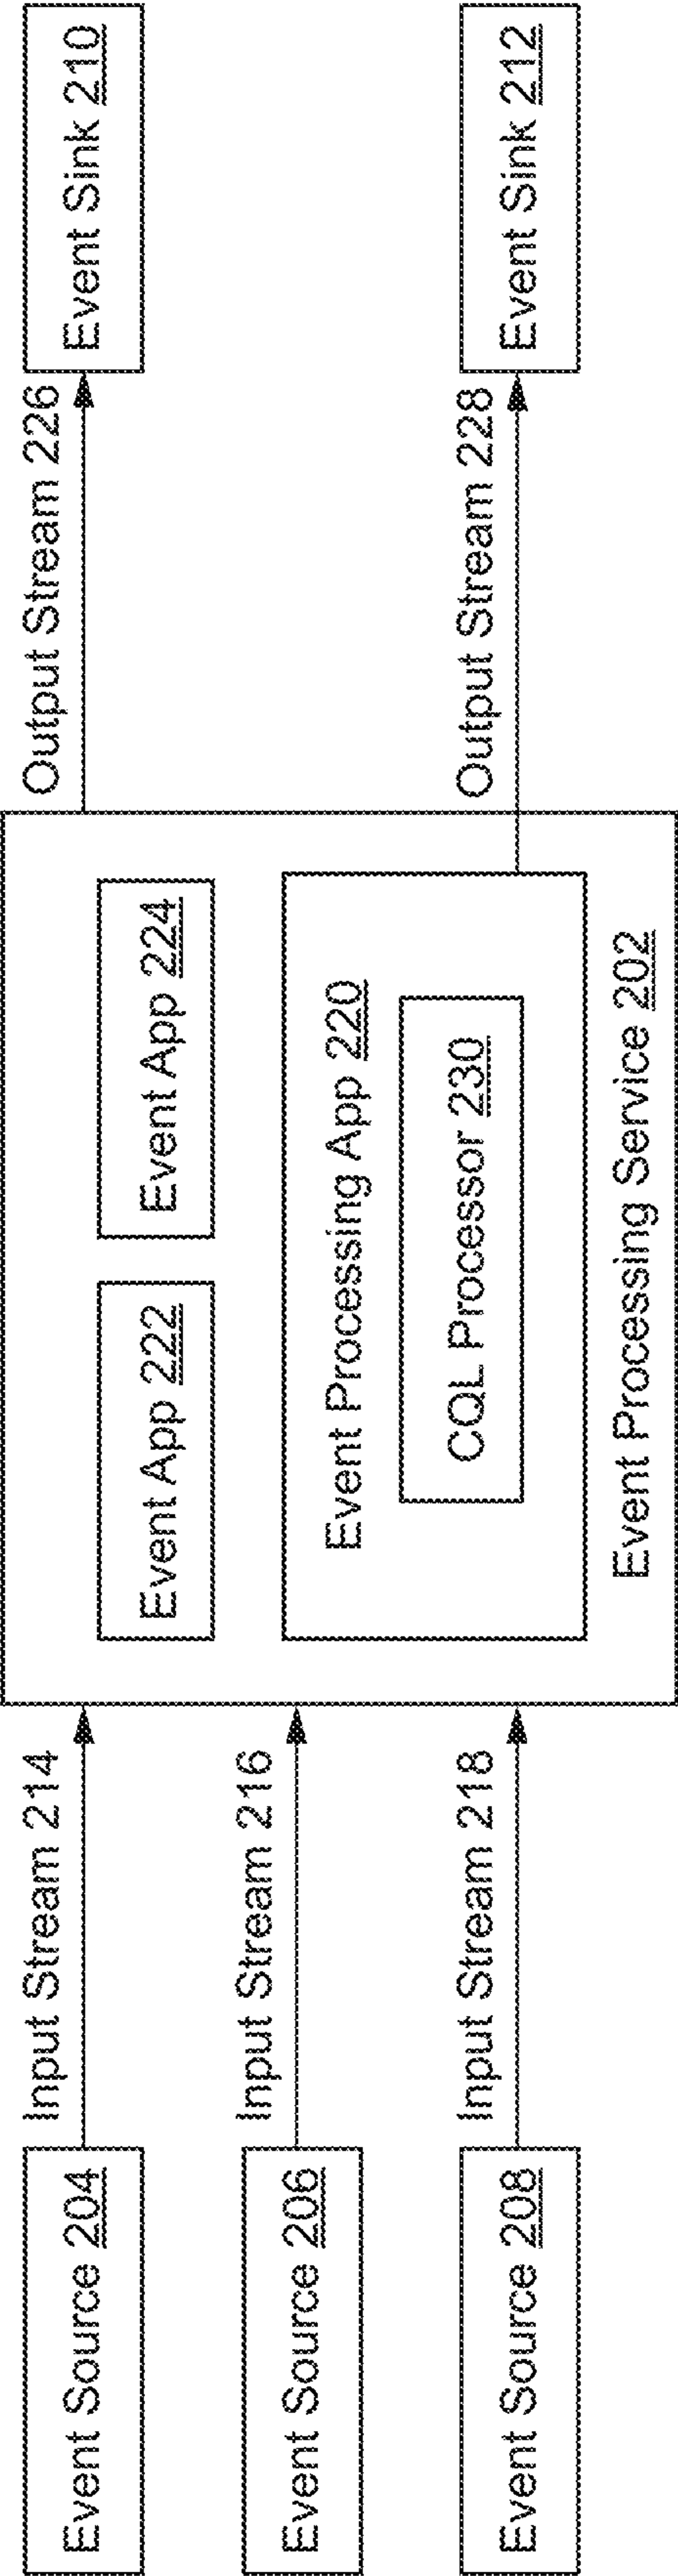 Event Source 204
Input Stream 214
Event Source 206
Input Stream 216
Event Source 208
Input Stream 218
Event App 222
Event App 224
Event Processing App 220
CQL Processor 230
Event Processing Service 202
Output Stream 226
Event Sink 210
Output Stream 228
Event Sink 212